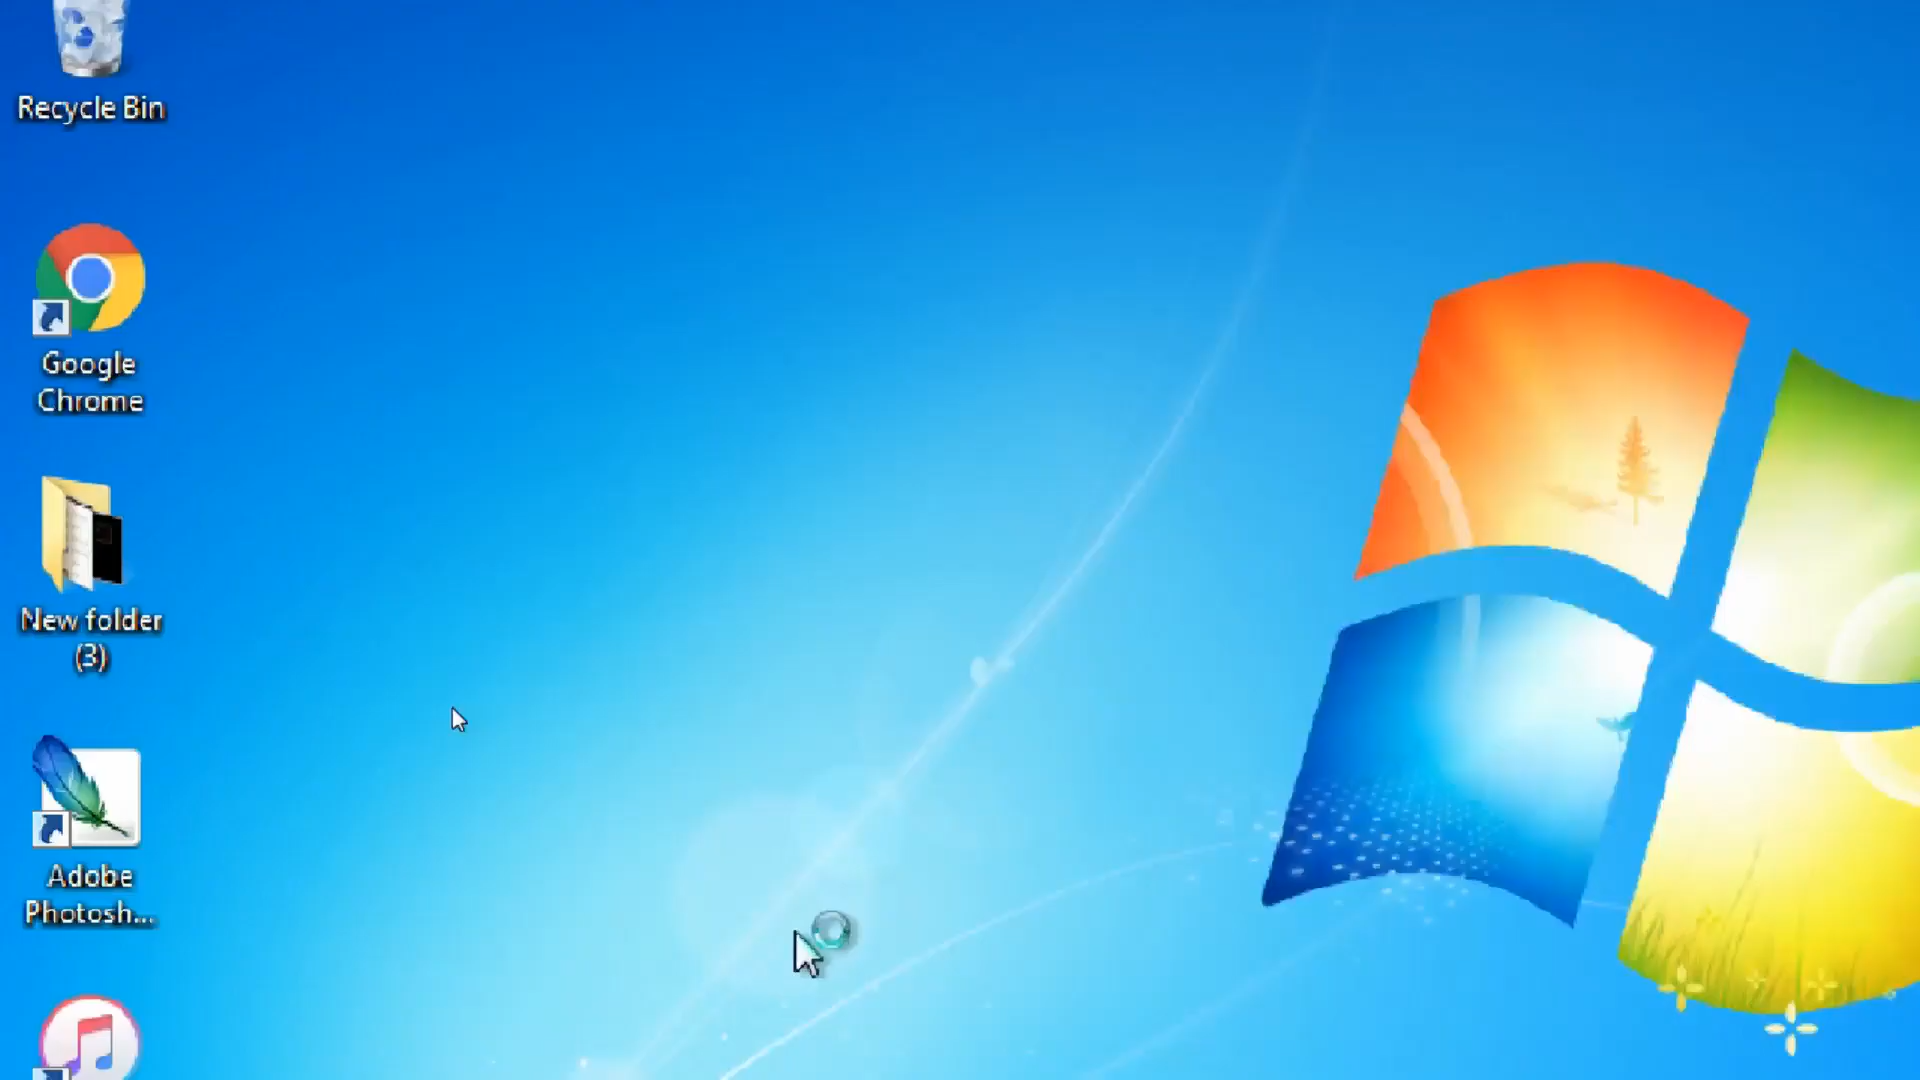 Recycle Bin
Google
Chrome
New folder
(3)
Adobe
Photosh...